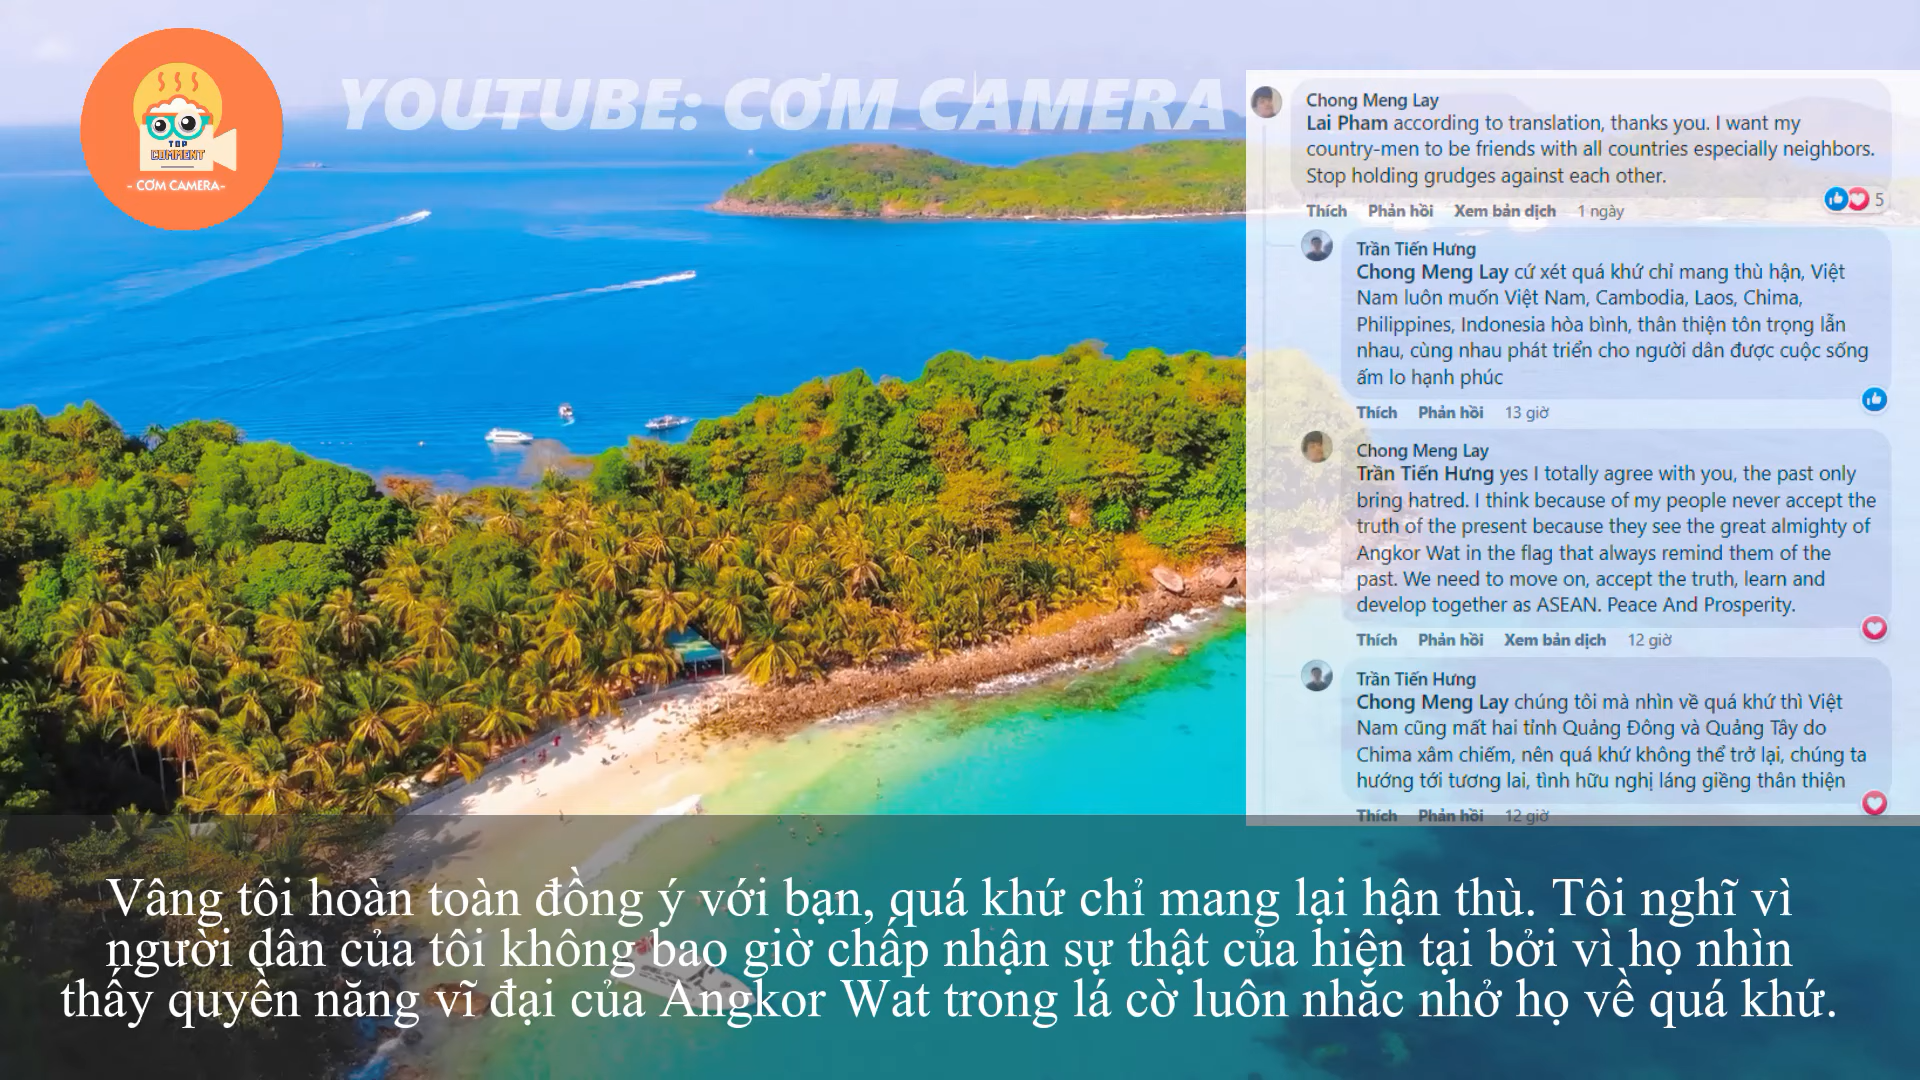 TOP
COMMENT
- CƠM CAMERA-
YOUTUBE: CƠM CAMERA
Chong Meng Lay
Lai Pham according to translation, thanks you. I want my
country-men to be friends with all countries especially neighbors.
Stop holding grudges against each other.
Thích Phản hồi Xem bản dịch 1 ngày 5
Trần Tiến Hưng
Chong Meng Lay cứ xét quá khứ chỉ mang thù hận, Việt
Nam luôn muốn Việt Nam, Cambodia, Laos, Chima,
Philippines, Indonesia hòa bình, thân thiện tôn trọng lẫn
nhau, cùng nhau phát triển cho người dân được cuộc sống
ấm lo hạnh phúc
Thích Phản hồi 13 giờ
Chong Meng Lay
Trần Tiến Hưng yes I totally agree with you, the past only
bring hatred. I think because of my people never accept the
truth of the present because they see the great almighty of
Angkor Wat in the flag that always remind them of the
past. We need to move on, accept the truth, learn and
develop together as ASEAN. Peace And Prosperity.
Thích Phản hồi Xem bản dịch 12 giờ
Trần Tiến Hưng
Chong Meng Lay chúng tôi mà nhìn về quá khứ thì Việt
Nam cũng mất hai tỉnh Quảng Đông và Quảng Tây do
Chima xâm chiếm, nên quá khứ không thể trở lại, chúng ta
hướng tới tương lai, tình hữu nghị láng giềng thân thiện
Thích Phản hồi 12 giờ
Vâng tôi hoàn toàn đồng ý với bạn, quá khứ chỉ mang lại hận thù. Tôi nghĩ vì
người dân của tôi không bao giờ chấp nhận sự thật của hiện tại bởi vì họ nhìn
thấy quyền năng vĩ đại của Angkor Wat trong lá cờ luôn nhắc nhở họ về quá khứ.